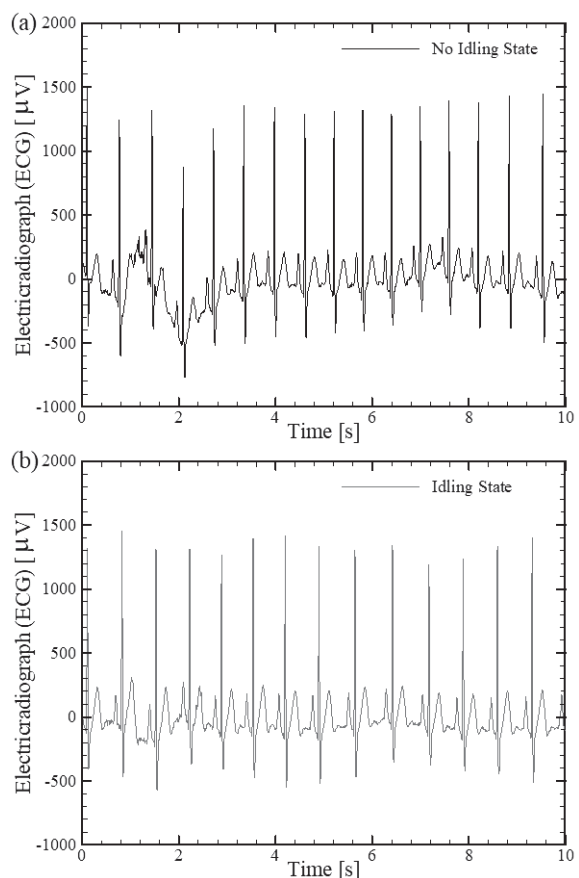 (a)
2000
No Idling State
1500
1000
500
0
-500
-1000
Electricradiograph (ECG) [ μV]
0 2 4 6 8 10
Time [s]
(b)
2000
Idling State
1500
1000
500
0
-500
-1000
Electricradiograph (ECG) [ μV]
0 2 4 6 8 10
Time [s]